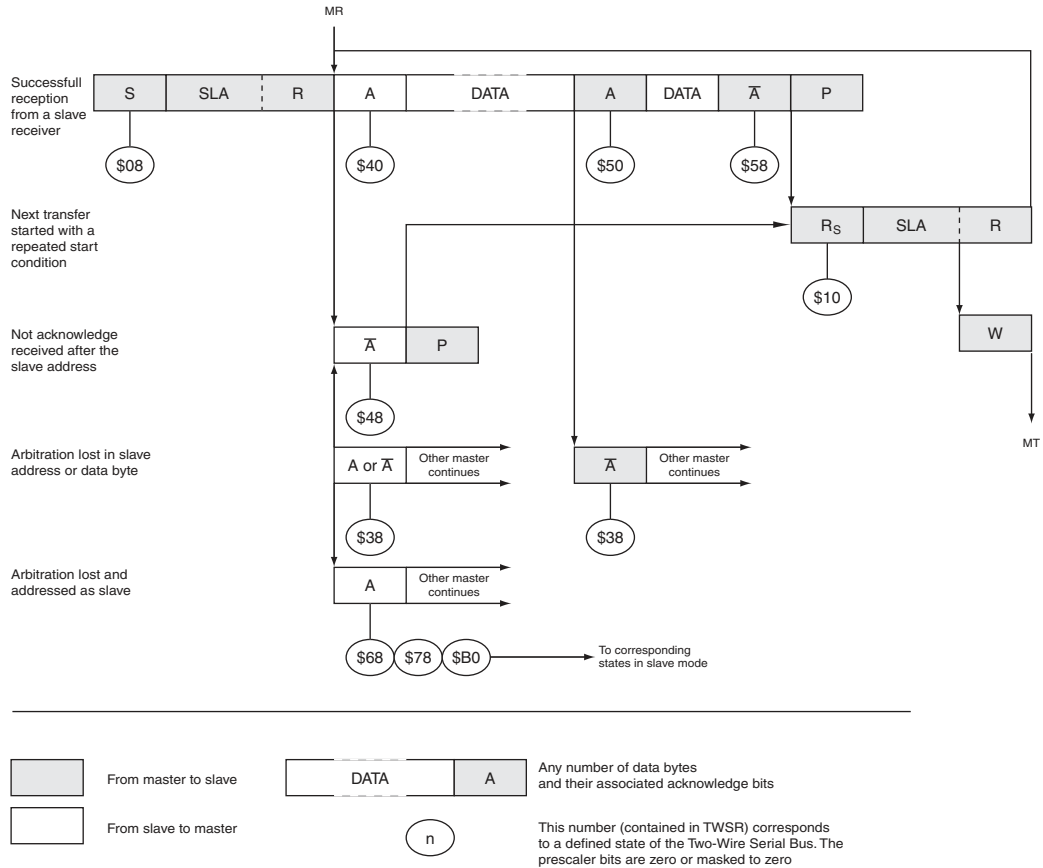 MR
Successfull
reception
from a slave
receiver
S SLA R A DATA A DATA A̅ P
$08 $40 $50 $58
Next transfer
started with a
repeated start
condition
RS SLA R
$10
Not acknowledge
received after the
slave address
A̅ P
W
$48
MT
Arbitration lost in slave
address or data byte
A or A̅ Other master
continues
A̅ Other master
continues
$38 $38
Arbitration lost and
addressed as slave
A Other master
continues
$68 $78 $B0
To corresponding
states in slave mode
From master to slave
DATA A
Any number of data bytes
and their associated acknowledge bits
From slave to master
n
This number (contained in TWSR) corresponds
to a defined state of the Two-Wire Serial Bus. The
prescaler bits are zero or masked to zero